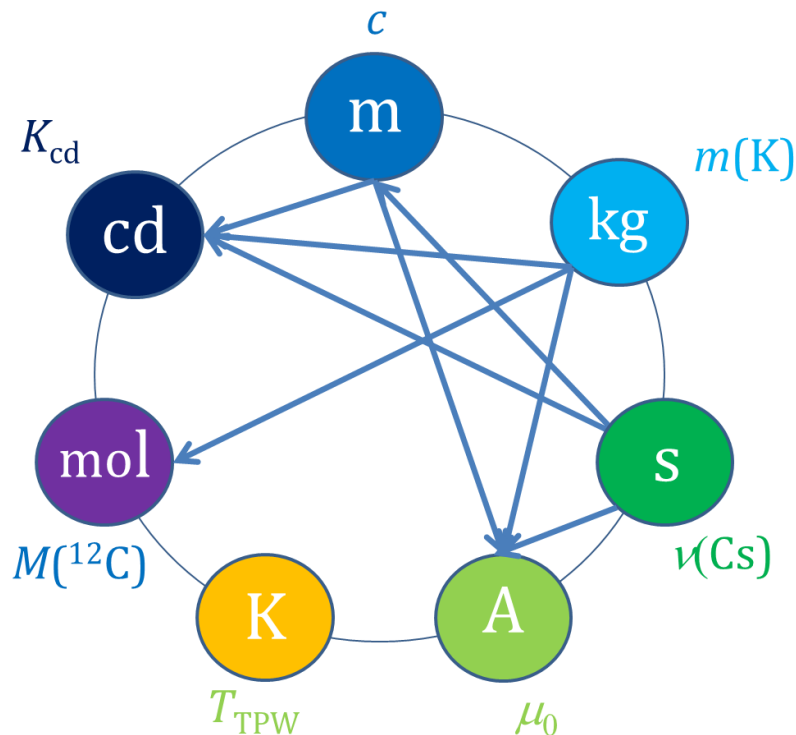 c
m
K_cd
cd
m(K)
kg
mol
M(¹²C)
s
ν(Cs)
K
T_TPW
A
μ₀